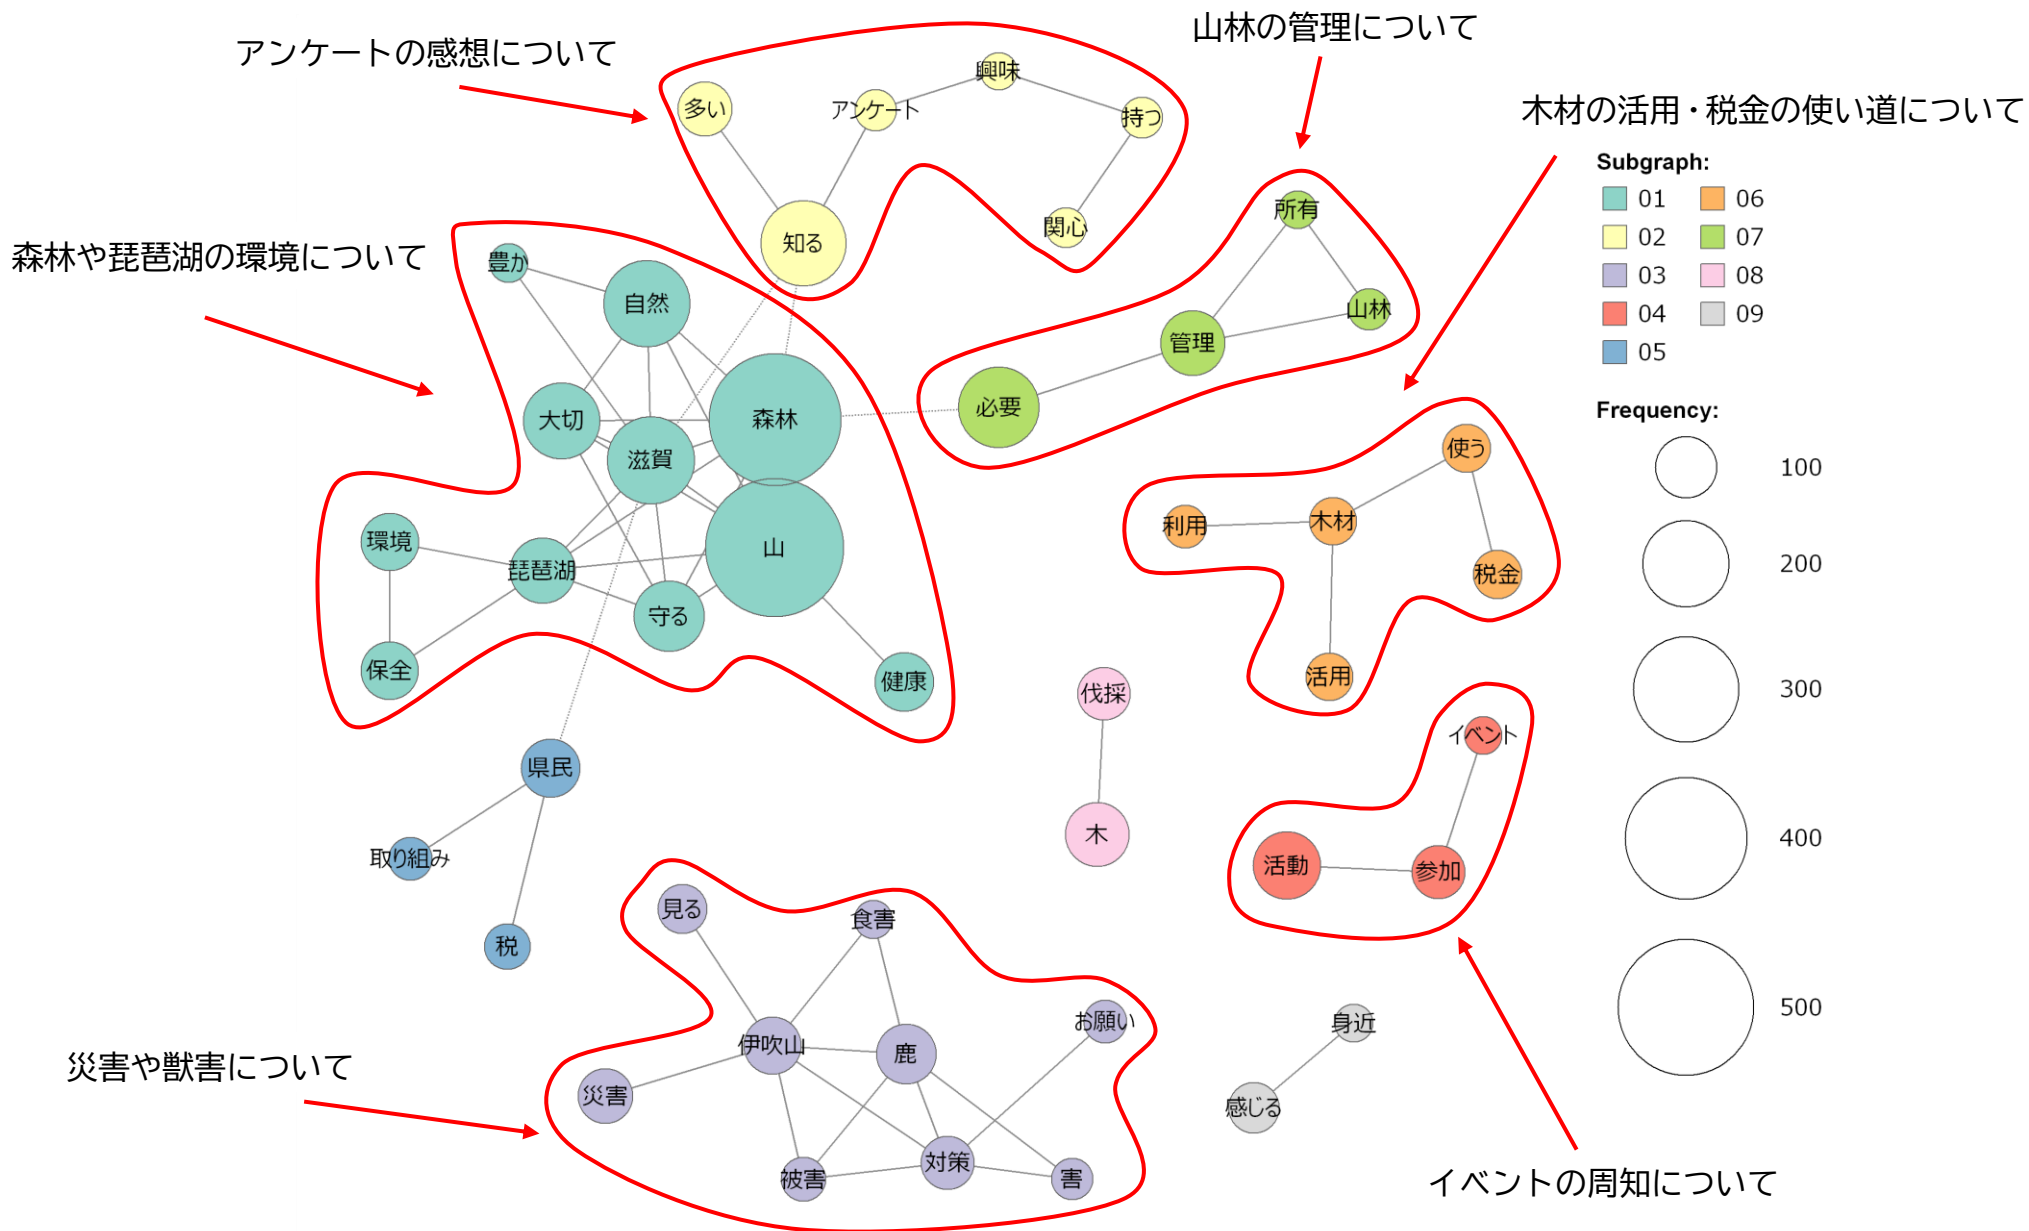 山林の管理について
アンケートの感想について
木材の活用・税金の使い道について
森林や琵琶湖の環境について
災害や獣害について
イベントの周知について
多い
アンケート
興味
持つ
関心
知る
所有
山林
管理
必要
豊か
自然
大切
滋賀
森林
山
環境
琵琶湖
守る
保全
健康
使う
利用
木材
税金
活用
伐採
木
イベント
活動
参加
県民
取り組み
税
見る
食害
お願い
伊吹山
鹿
災害
被害
対策
害
身近
感じる
Subgraph:
01 06
02 07
03 08
04 09
05
Frequency:
100
200
300
400
500